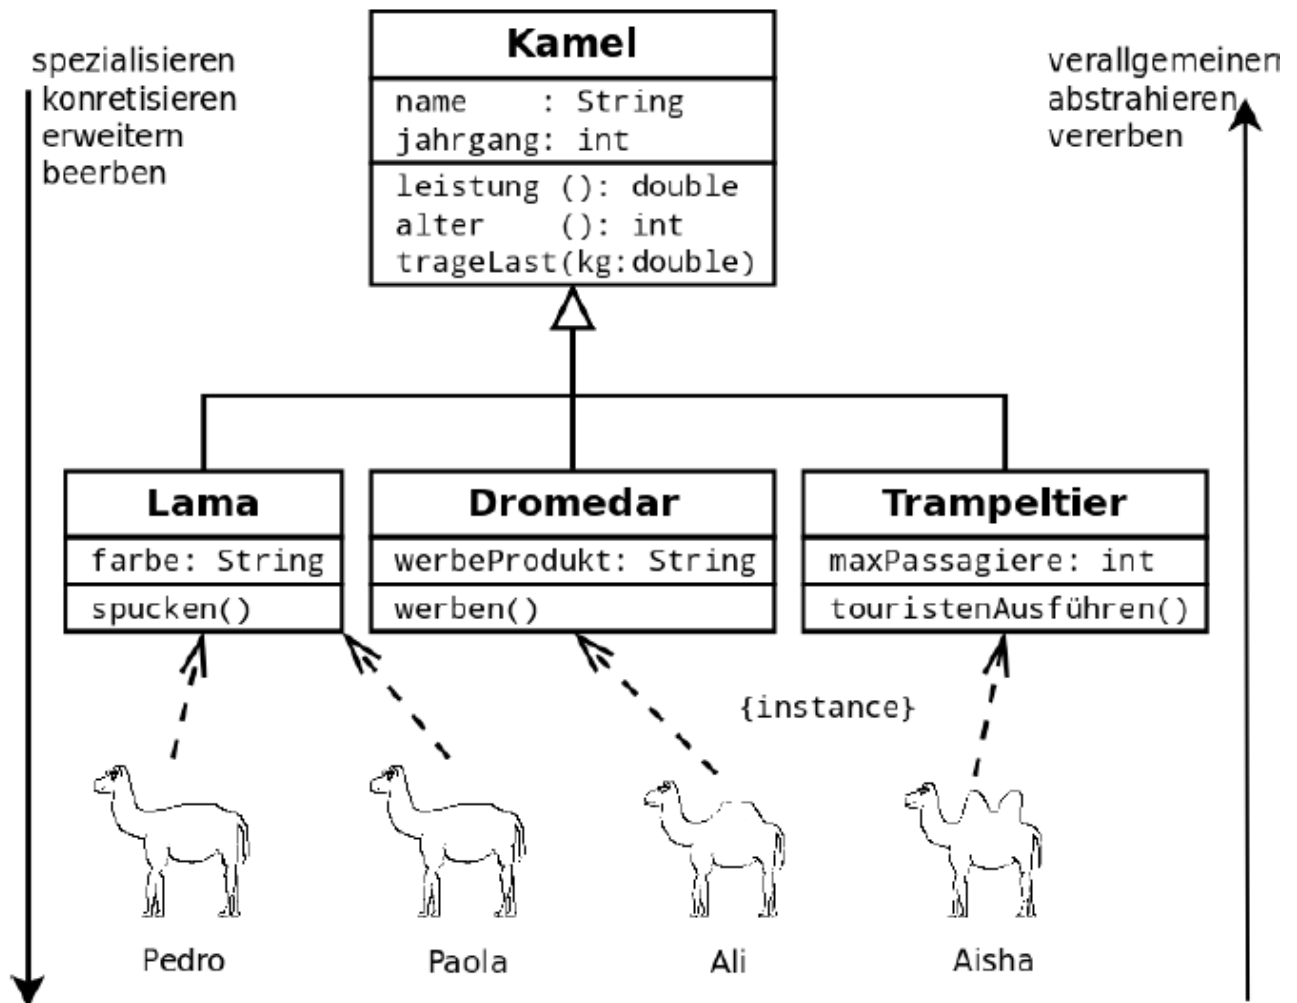 spezialisieren
konretisieren
erweitern
beerben
Kamel
name    : String
jahrgang: int
leistung (): double
alter    (): int
trageLast(kg:double)
verallgemeinen
abstrahieren
vererben
Lama
farbe: String
spucken()
Dromedar
werbeProdukt: String
werben()
Trampeltier
maxPassagiere: int
touristenAusführen()
{instance}
Pedro
Paola
Ali
Aisha